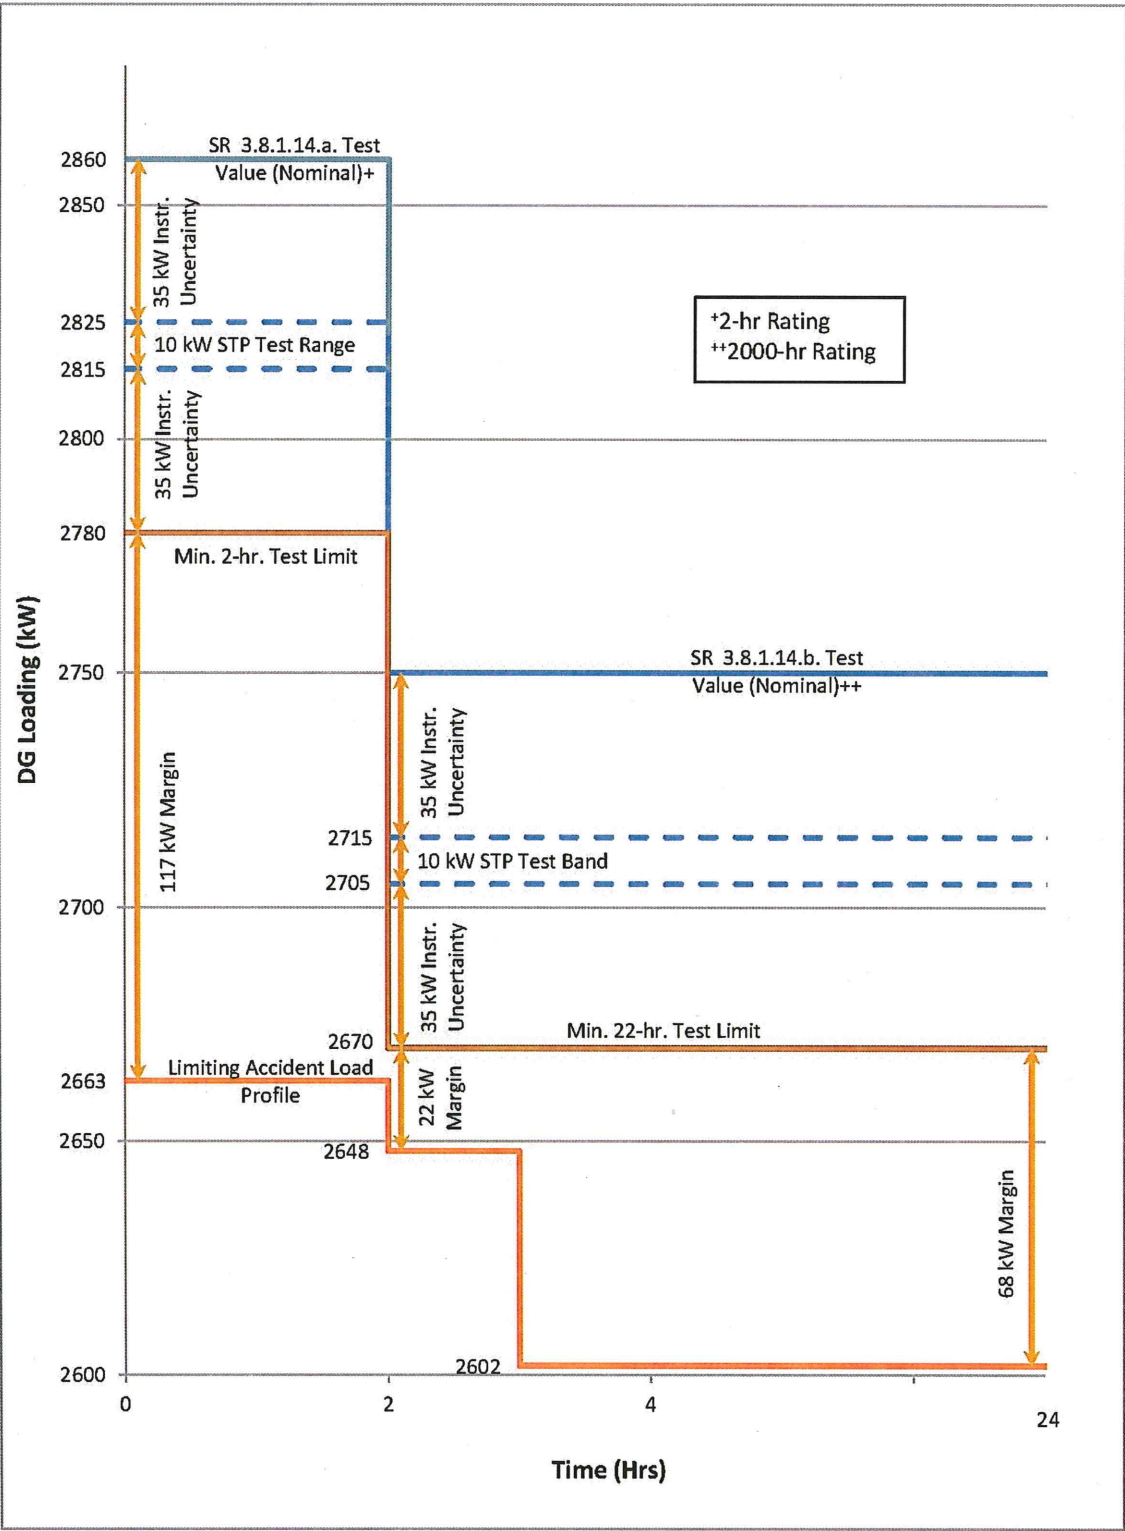 SR 3.8.1.14.a. Test
Value (Nominal)+
2860
2850
35 kW Instr.
Uncertainty
2825
10 kW STP Test Range
2815
+2-hr Rating
++2000-hr Rating
35 kW Instr.
Uncertainty
2800
2780
Min. 2-hr. Test Limit
DG Loading (kW)
2750
SR 3.8.1.14.b. Test
Value (Nominal)++
117 kW Margin
35 kW Instr.
Uncertainty
2715
10 kW STP Test Band
2705
2700
35 kW Instr.
Uncertainty
2670
Min. 22-hr. Test Limit
2663
Limiting Accident Load
Profile
22 kW
Margin
2650
2648
68 kW Margin
2602
2600
0
2
4
24
Time (Hrs)